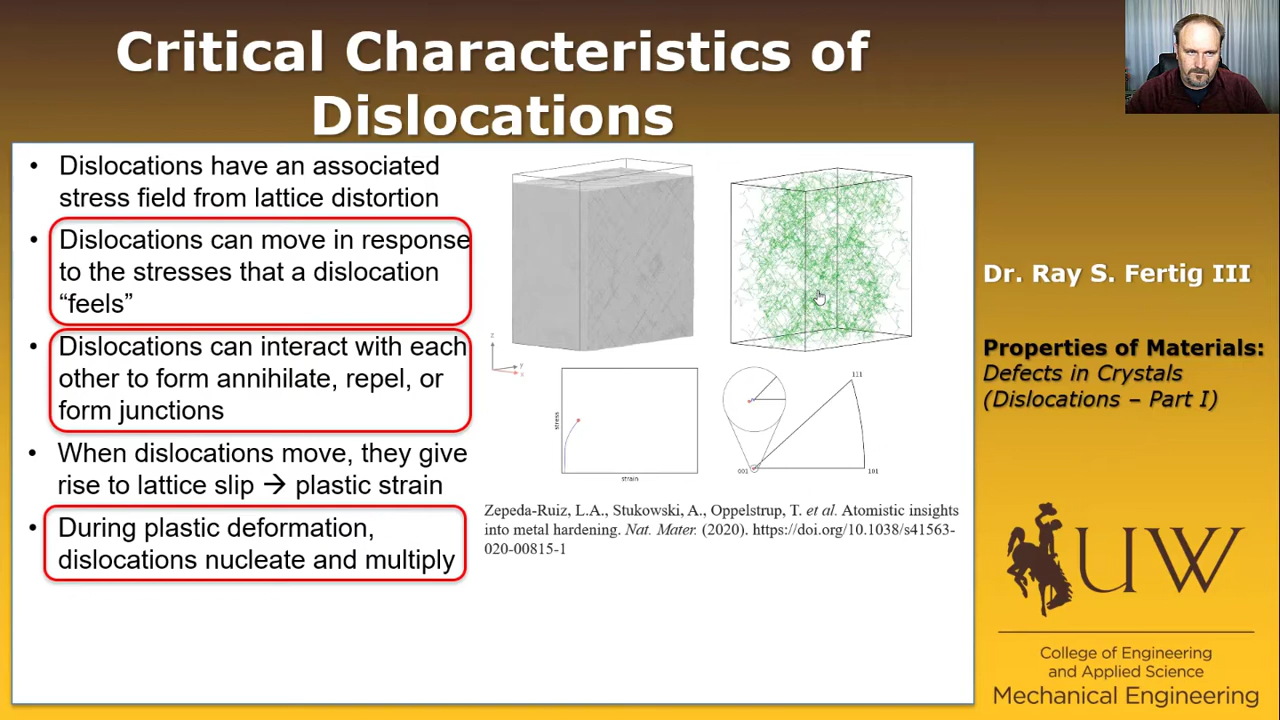 Critical Characteristics of
Dislocations
• Dislocations have an associated
stress field from lattice distortion
• Dislocations can move in response
to the stresses that a dislocation
“feels”
• Dislocations can interact with each
other to form annihilate, repel, or
form junctions
• When dislocations move, they give
rise to lattice slip → plastic strain
• During plastic deformation,
dislocations nucleate and multiply
z
y
x
stress
strain
111
001
101
Zepeda-Ruiz, L.A., Stukowski, A., Oppelstrup, T. et al. Atomistic insights
into metal hardening. Nat. Mater. (2020). https://doi.org/10.1038/s41563-
020-00815-1
Dr. Ray S. Fertig III
Properties of Materials:
Defects in Crystals
(Dislocations – Part I)
UW
College of Engineering
and Applied Science
Mechanical Engineering